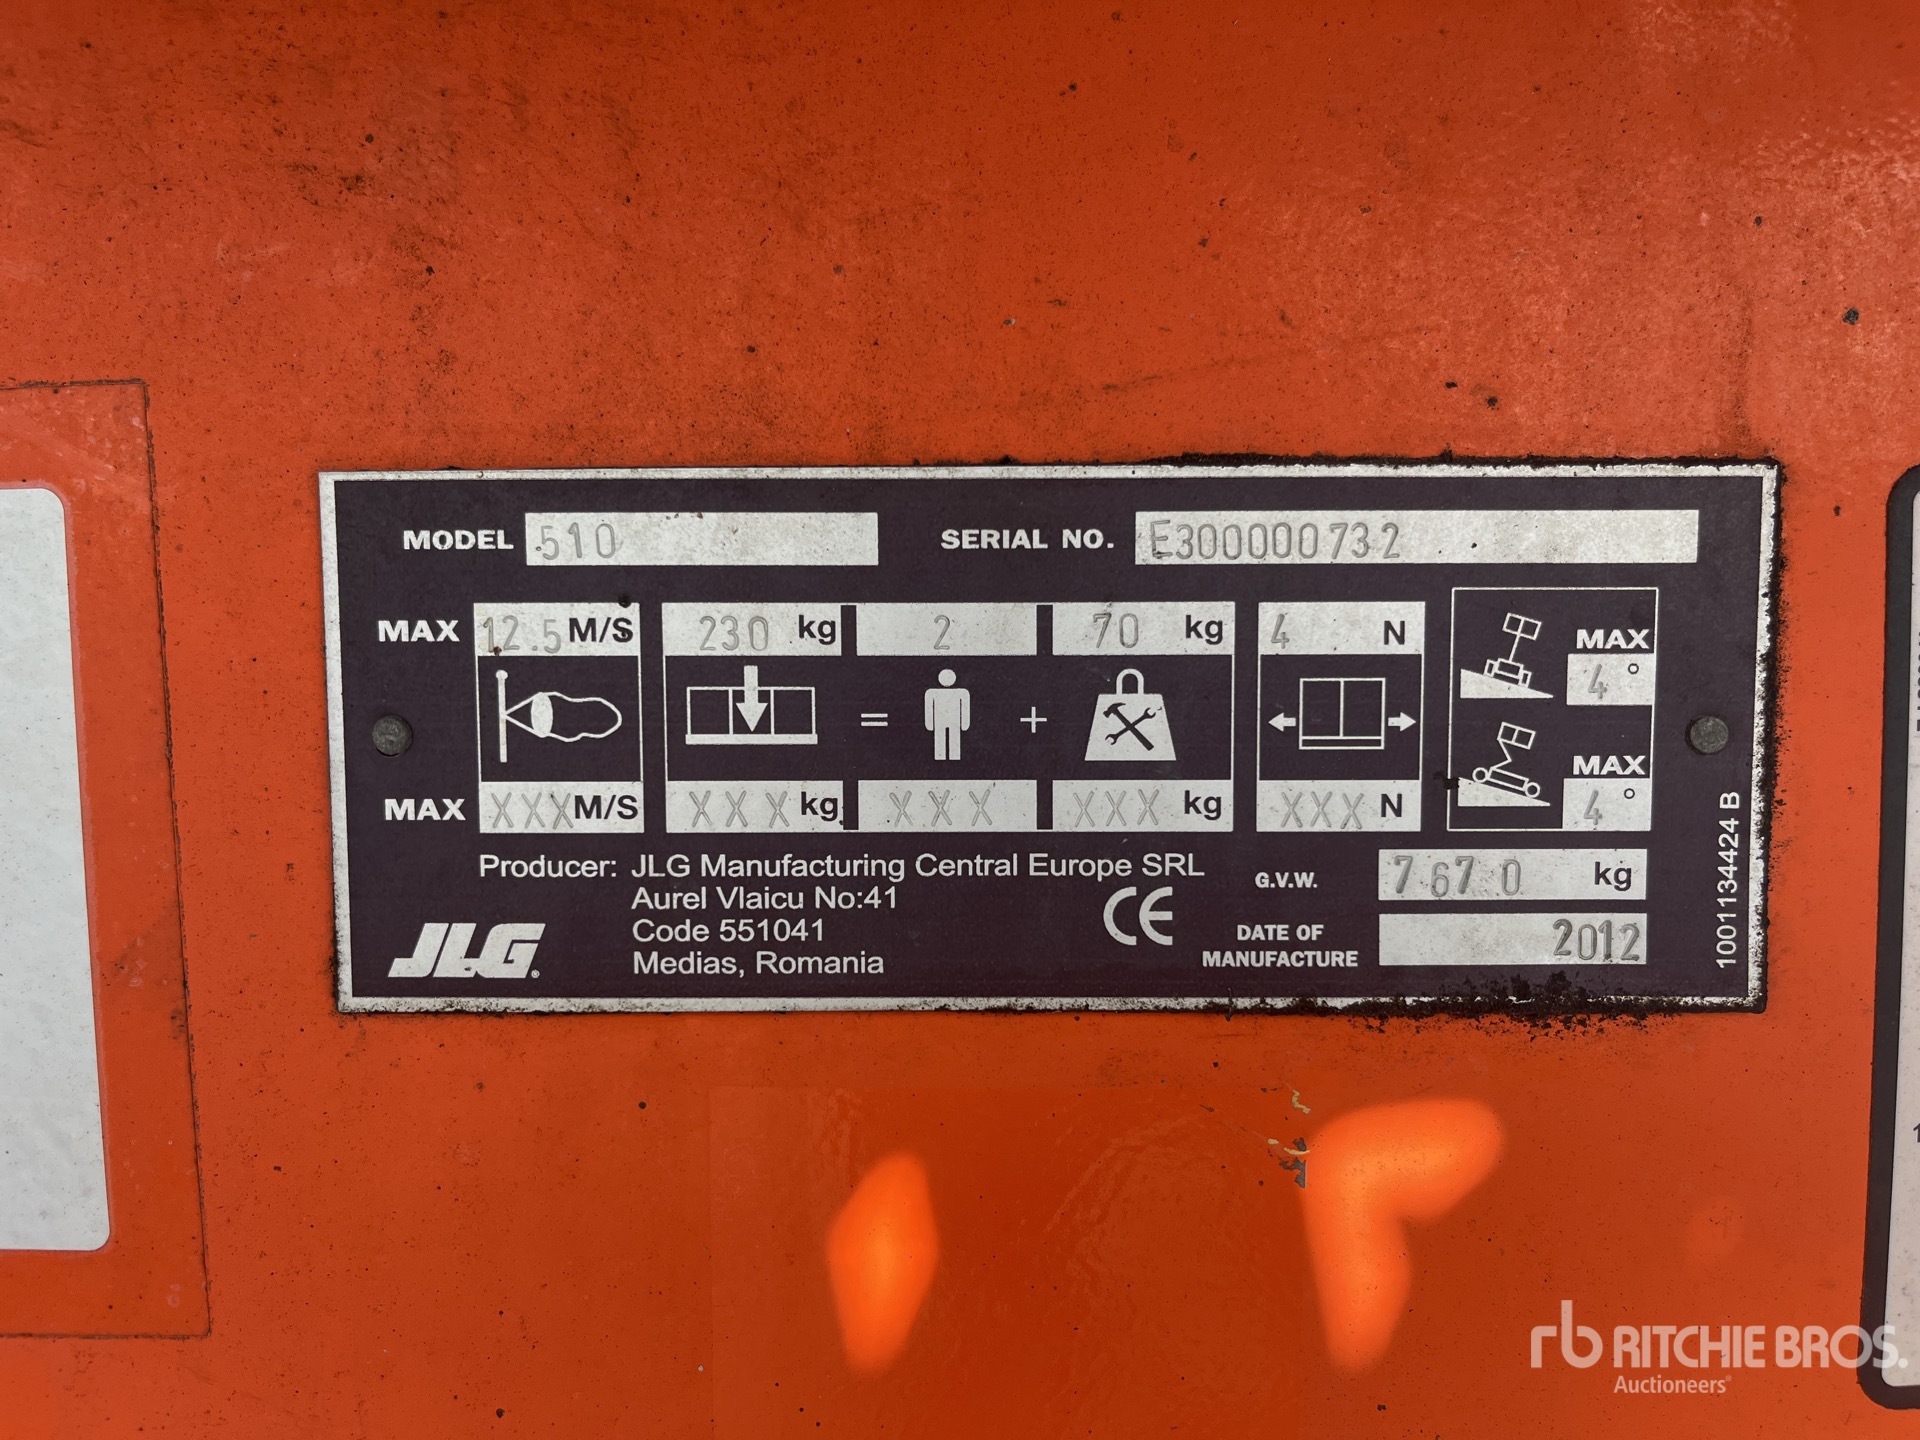 MODEL 510 SERIAL NO. E300000732
MAX 12.5 M/S 230 kg 2 70 kg 4 N MAX 4°
= +
MAX 4°
MAX XXX M/S XXX kg XXX XXX kg XXX N
Producer: JLG Manufacturing Central Europe SRL
Aurel Vlaicu No:41
Code 551041
Medias, Romania
JLG®
CE
G.V.W. 7670 kg
DATE OF
MANUFACTURE 2012
1001134424 B
rb RITCHIE BROS.
Auctioneers